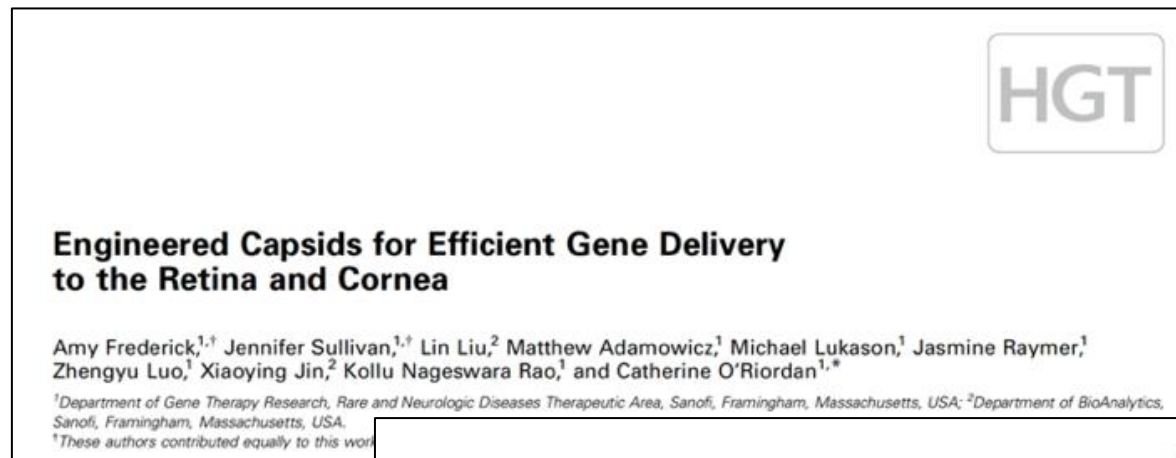 HGT
Engineered Capsids for Efficient Gene Delivery
to the Retina and Cornea
Amy Frederick,1,† Jennifer Sullivan,1,† Lin Liu,2 Matthew Adamowicz,1 Michael Lukason,1 Jasmine Raymer,1
Zhengyu Luo,1 Xiaoying Jin,2 Kollu Nageswara Rao,1 and Catherine O'Riordan1,*
1Department of Gene Therapy Research, Rare and Neurologic Diseases Therapeutic Area, Sanofi, Framingham, Massachusetts, USA; 2Department of BioAnalytics,
Sanofi, Framingham, Massachusetts, USA.
†These authors contributed equally to this